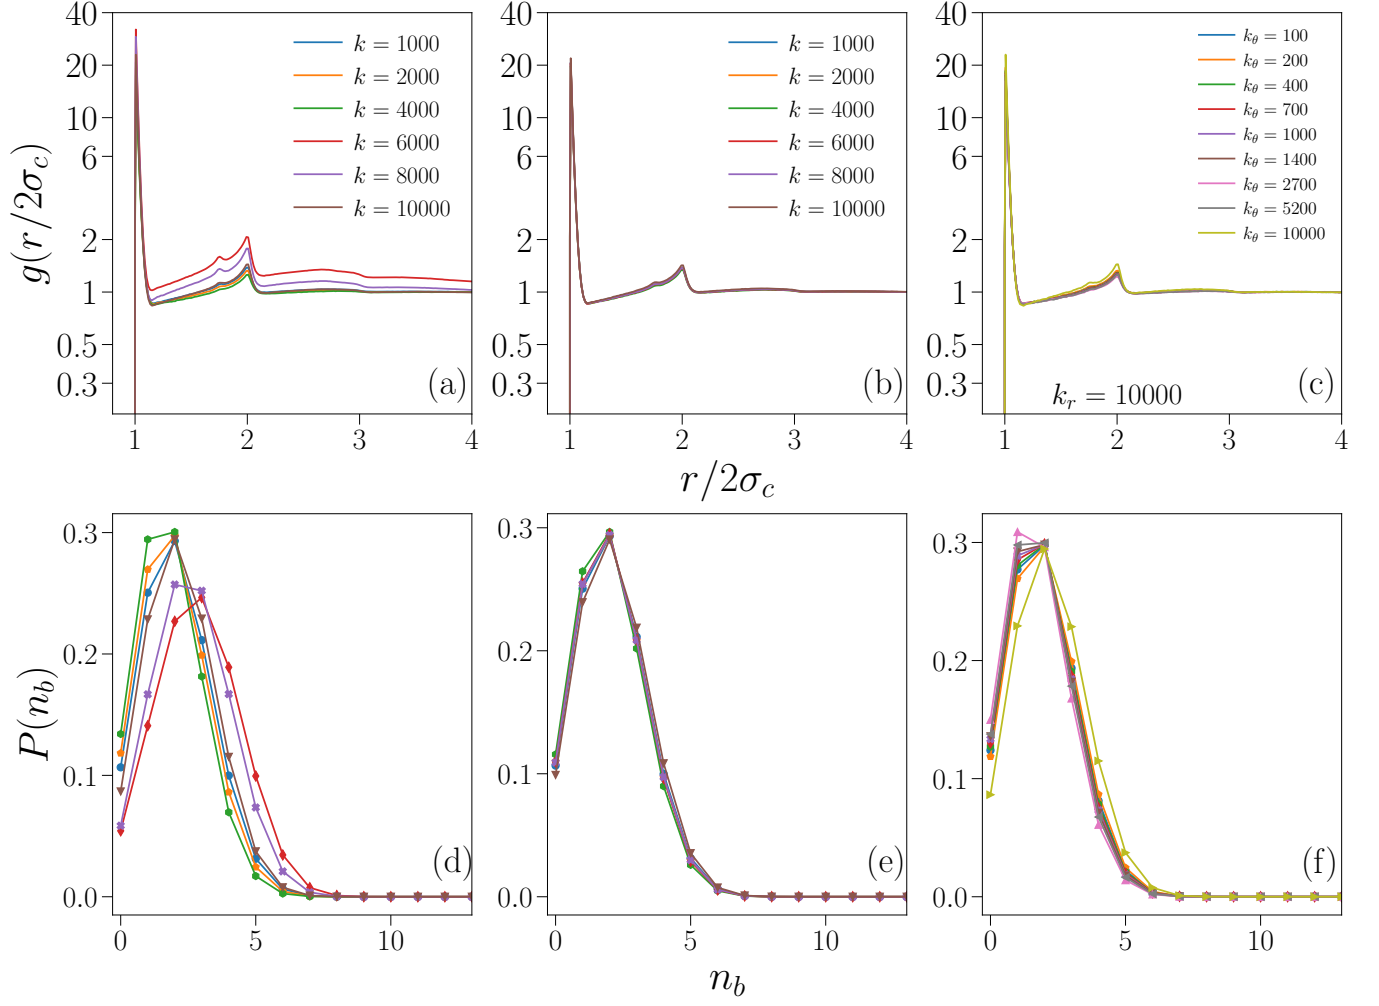 g(r/2σ_c)
40
20
10
6
2
1
0.5
0.3
k = 1000
k = 2000
k = 4000
k = 6000
k = 8000
k = 10000
(a)
1 2 3 4
40
20
10
6
2
1
0.5
0.3
k = 1000
k = 2000
k = 4000
k = 6000
k = 8000
k = 10000
(b)
1 2 3 4
40
20
10
6
2
1
0.5
0.3
k_θ = 100
k_θ = 200
k_θ = 400
k_θ = 700
k_θ = 1000
k_θ = 1400
k_θ = 2700
k_θ = 5200
k_θ = 10000
(c)
k_r = 10000
1 2 3 4
r/2σ_c
P(n_b)
0.3
0.2
0.1
0.0
(d)
0 5 10
0.3
0.2
0.1
0.0
(e)
0 5 10
0.3
0.2
0.1
0.0
(f)
0 5 10
n_b